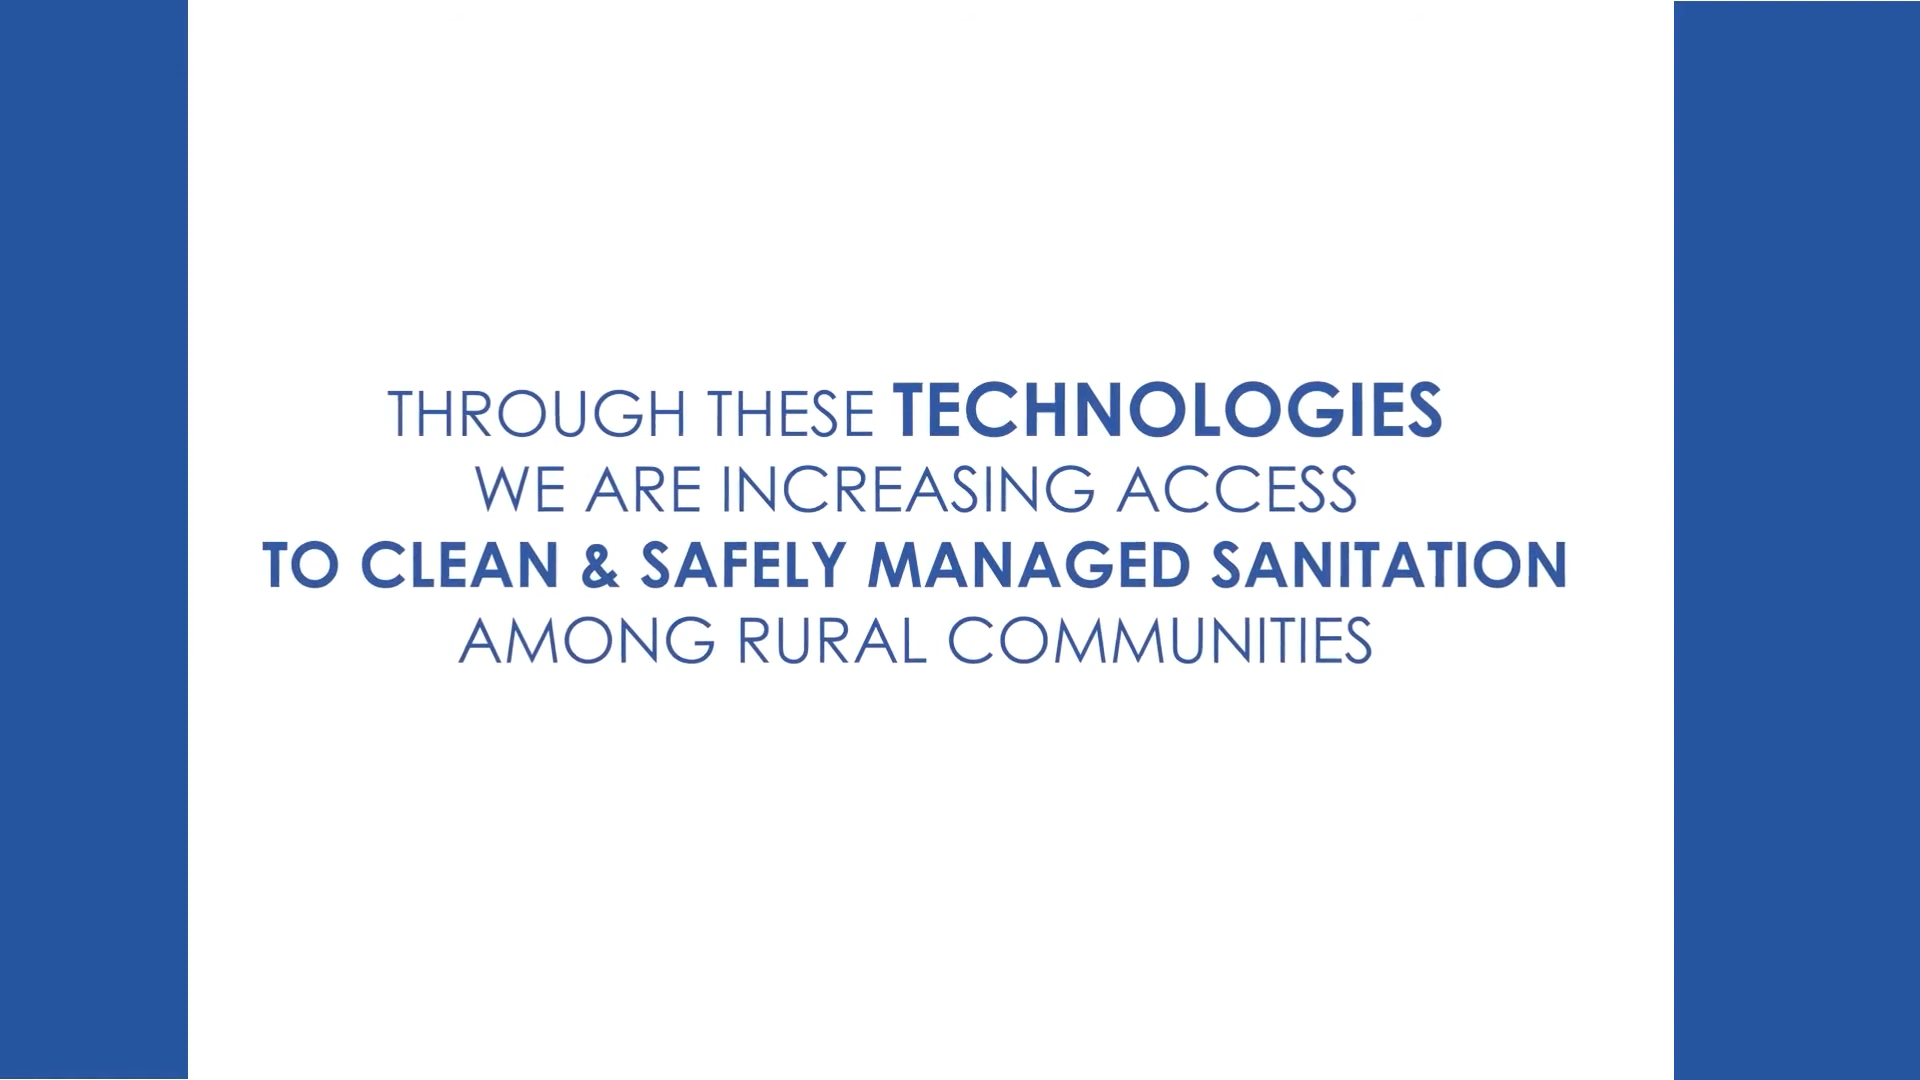 THROUGH THESE TECHNOLOGIES
WE ARE INCREASING ACCESS
TO CLEAN & SAFELY MANAGED SANITATION
AMONG RURAL COMMUNITIES